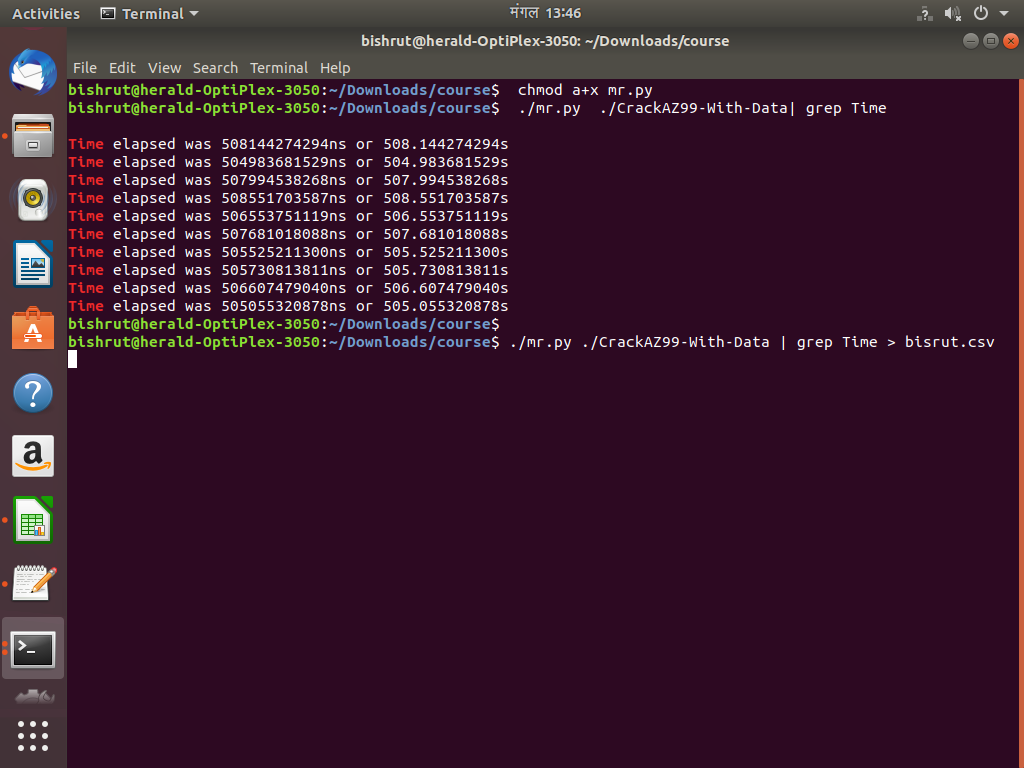 Activities Terminal मंगल 13:46
bishrut@herald-OptiPlex-3050: ~/Downloads/course
File Edit View Search Terminal Help
bishrut@herald-OptiPlex-3050:~/Downloads/course$  chmod a+x mr.py
bishrut@herald-OptiPlex-3050:~/Downloads/course$  ./mr.py  ./CrackAZ99-With-Data| grep Time
Time elapsed was 508144274294ns or 508.144274294s
Time elapsed was 504983681529ns or 504.983681529s
Time elapsed was 507994538268ns or 507.994538268s
Time elapsed was 508551703587ns or 508.551703587s
Time elapsed was 506553751119ns or 506.553751119s
Time elapsed was 507681018088ns or 507.681018088s
Time elapsed was 505525211300ns or 505.525211300s
Time elapsed was 505730813811ns or 505.730813811s
Time elapsed was 506607479040ns or 506.607479040s
Time elapsed was 505055320878ns or 505.055320878s
bishrut@herald-OptiPlex-3050:~/Downloads/course$
bishrut@herald-OptiPlex-3050:~/Downloads/course$ ./mr.py ./CrackAZ99-With-Data | grep Time > bisrut.csv